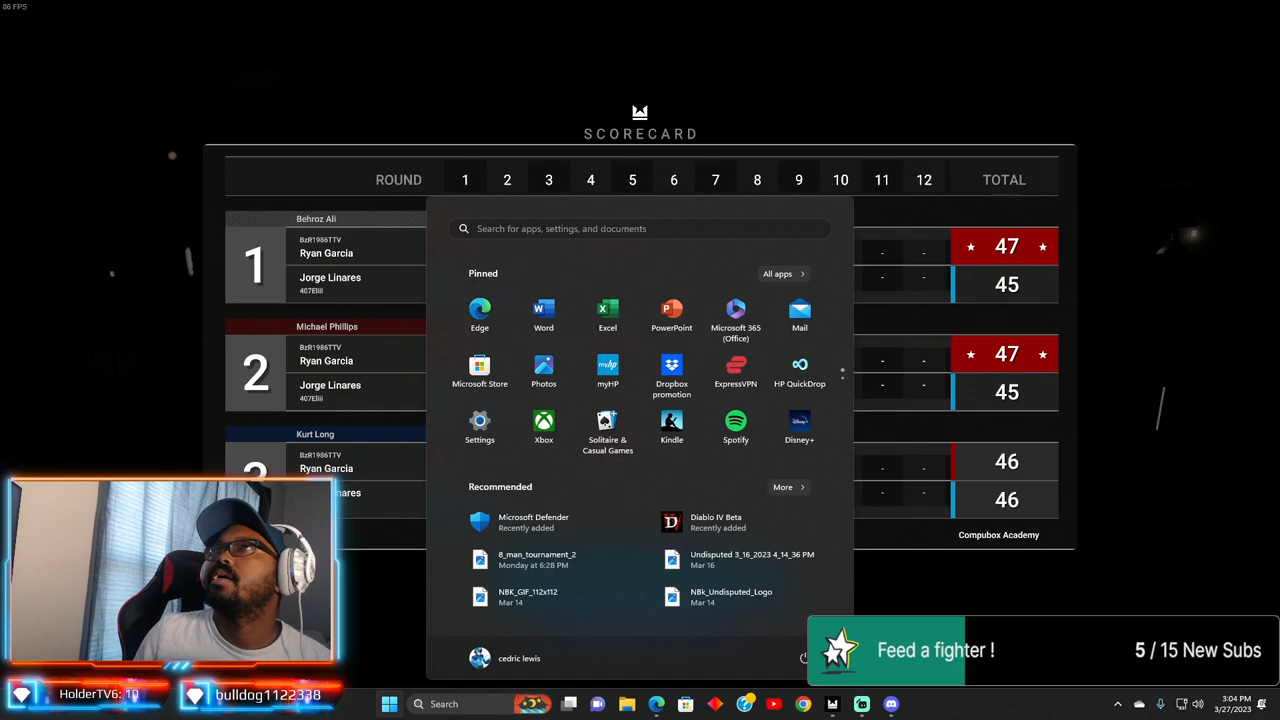 86 FPS
SCORECARD
ROUND 1 2 3 4 5 6 7 8 9 10 11 12 TOTAL
Behroz Ali
1
BzR1986TTV
Ryan Garcia
- - 47
Jorge Linares
407Eliii
- - 45
Michael Phillips
2
BzR1986TTV
Ryan Garcia
- - 47
Jorge Linares
407Eliii
- - 45
Kurt Long
BzR1986TTV
Ryan Garcia
- - 46
nares
- - 46
Compubox Academy
Search for apps, settings, and documents
Pinned
All apps >
Edge
Word
Excel
PowerPoint
Microsoft 365
(Office)
Mail
Microsoft Store
Photos
myHP
Dropbox
promotion
ExpressVPN
HP QuickDrop
Settings
Xbox
Solitaire &
Casual Games
Kindle
Spotify
Disney+
Recommended
More >
Microsoft Defender
Recently added
Diablo IV Beta
Recently added
8_man_tournament_2
Monday at 6:28 PM
Undisputed 3_16_2023 4_14_36 PM
Mar 16
NBK_GIF_112x112
Mar 14
NBk_Undisputed_Logo
Mar 14
cedric lewis
Feed a fighter !
5 / 15 New Subs
HolderTV6: 10
bulldog1122338
Search
3:04 PM
3/27/2023